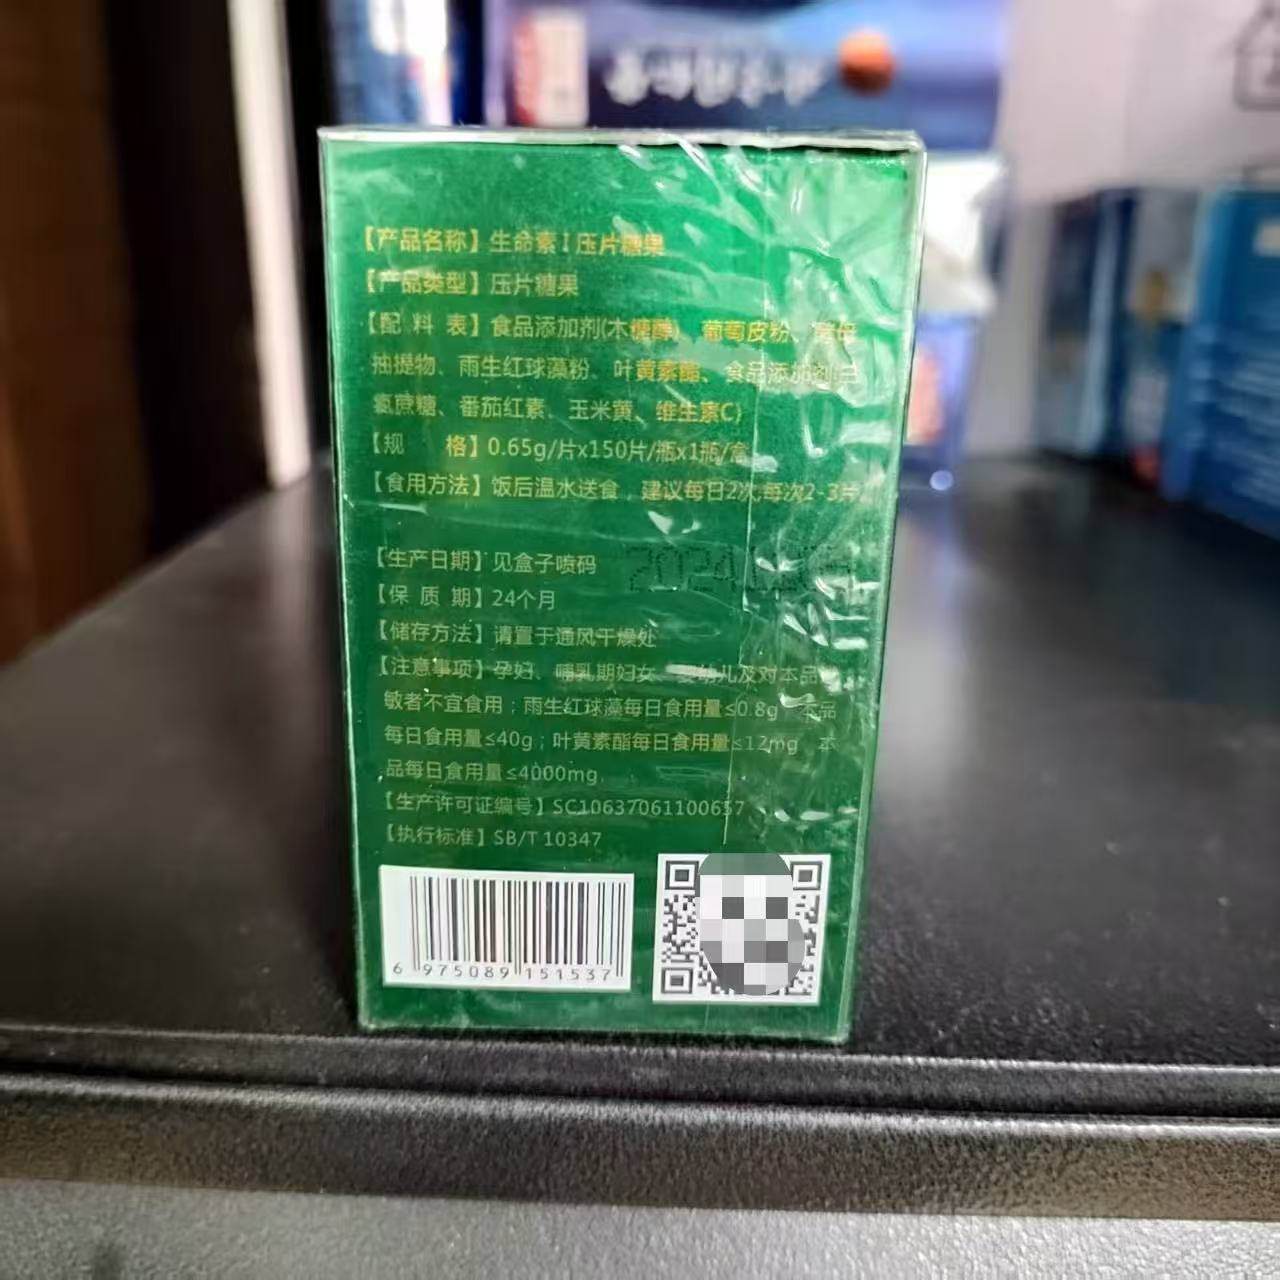 【产品名称】生命素I压片糖果
【产品类型】压片糖果
【配料表】食品添加剂(木糖醇)、葡萄皮粉、酵母
抽提物、雨生红球藻粉、叶黄素酯、食品添加剂(三
氯蔗糖、番茄红素、玉米黄、维生素C)
【规格】0.65g/片x150片/瓶x1瓶/盒
【食用方法】饭后温水送食，建议每日2次,每次2-3片
【生产日期】见盒子喷码
2024
【保质期】24个月
【储存方法】请置于通风干燥处
【注意事项】孕妇、哺乳期妇女、婴幼儿及对本品
敏者不宜食用；雨生红球藻每日食用量≤0.8g 本品
每日食用量≤40g；叶黄素酯每日食用量≤12mg 本
品每日食用量≤4000mg
【生产许可证编号】SC10637061100657
【执行标准】SB/T 10347
6 975089 151537